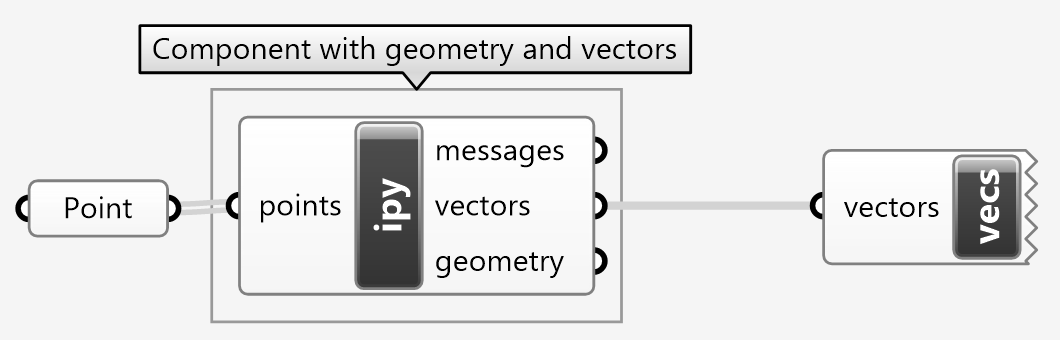 Component with geometry and vectors
Point
points
ipy
messages
vectors
geometry
vectors
vecs